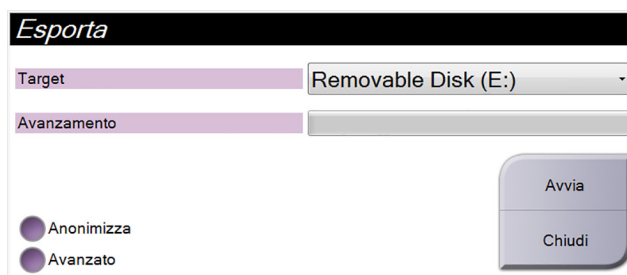 Esporta
Target
Removable Disk (E:)
Avanzamento
Avvia
Anonimizza
Chiudi
Avanzato